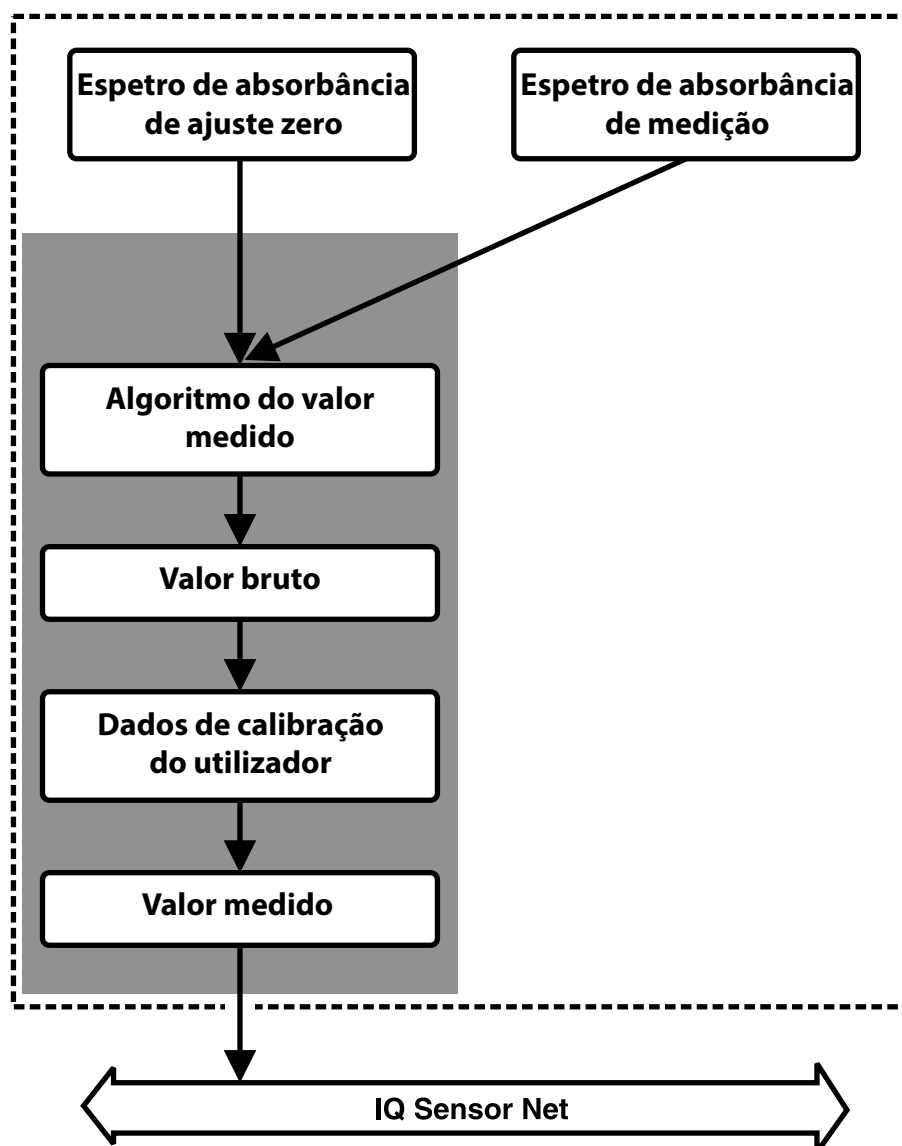 Espetro de absorbância
de ajuste zero
Espetro de absorbância
de medição
Algoritmo do valor
medido
Valor bruto
Dados de calibração
do utilizador
Valor medido
IQ Sensor Net